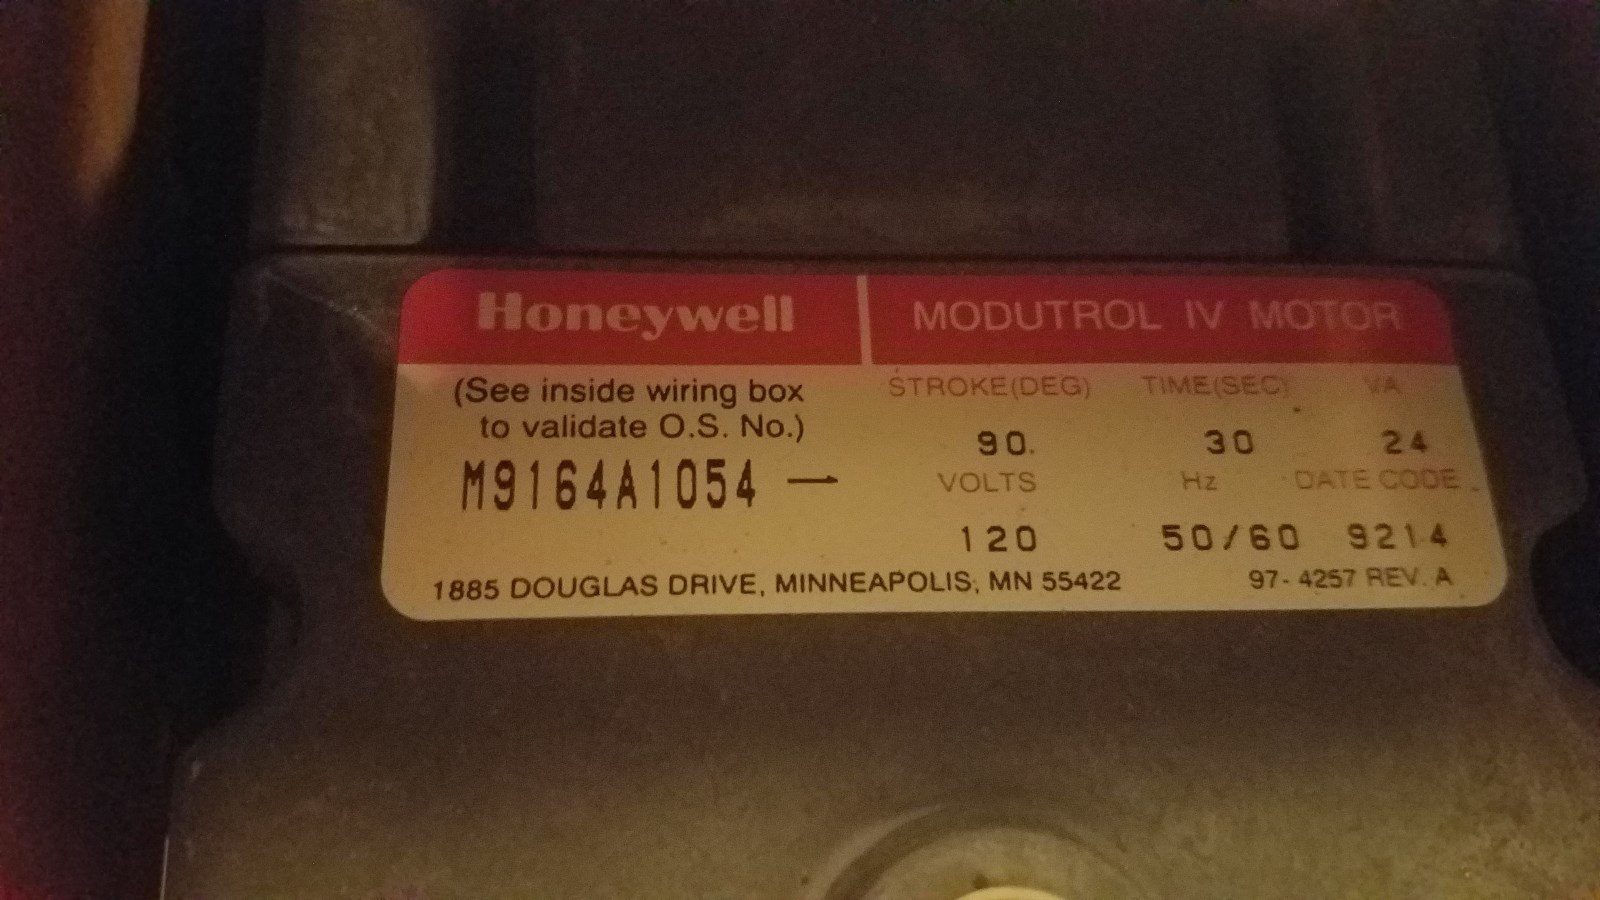 Honeywell MODUTROL IV MOTOR
(See inside wiring box
to validate O.S. No.)
M9164A1054 —
STROKE(DEG) TIME(SEC) VA
90. 30 24
VOLTS Hz DATE CODE
120 50/60 9214
1885 DOUGLAS DRIVE, MINNEAPOLIS, MN 55422 97-4257 REV. A